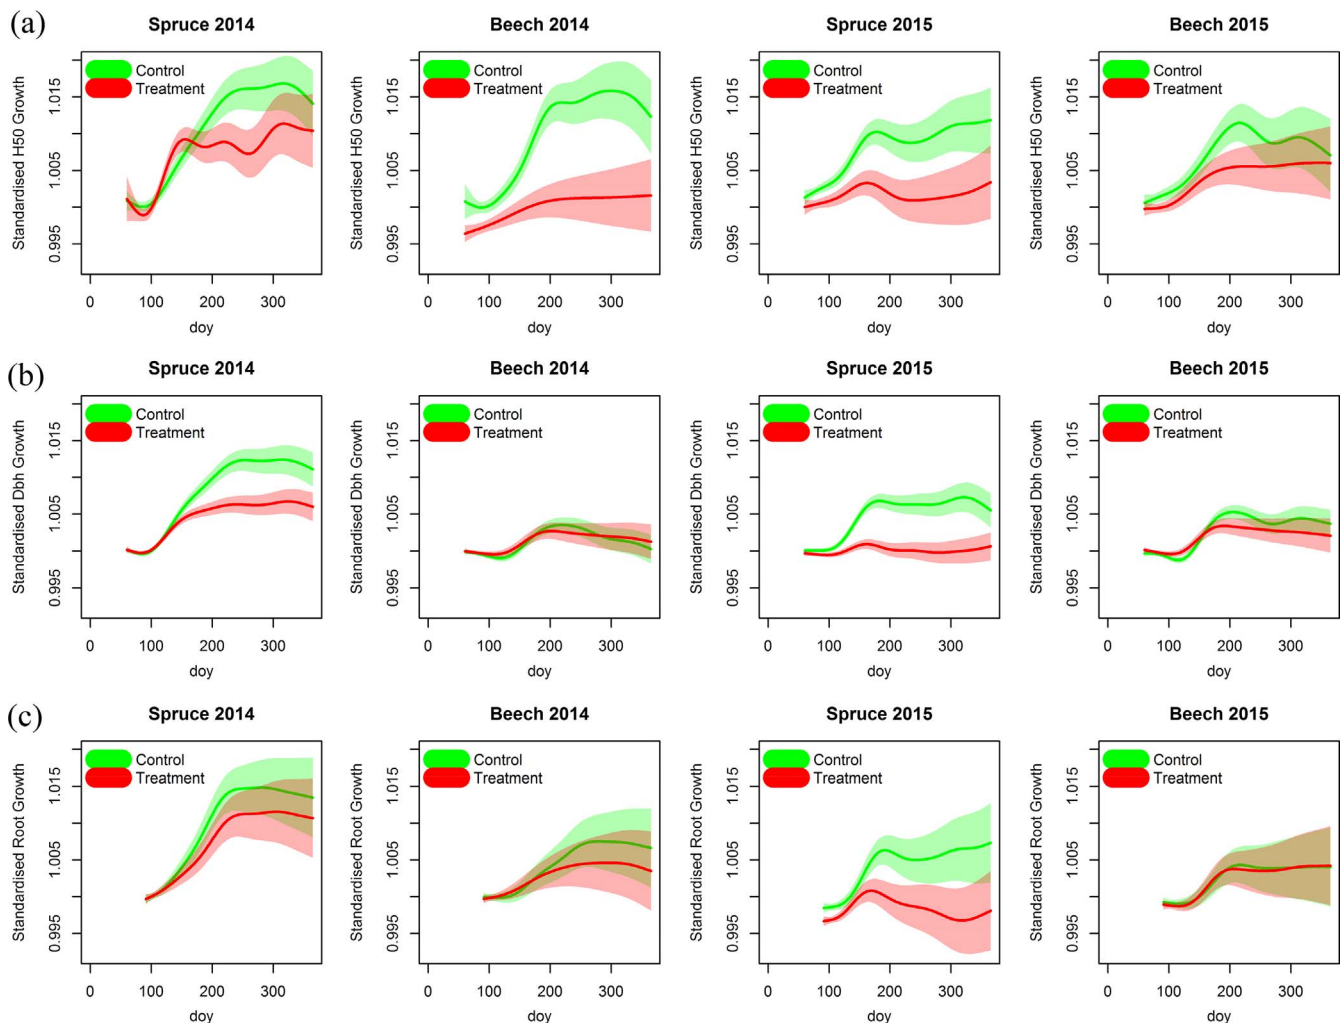 (a)
Spruce 2014
Beech 2014
Spruce 2015
Beech 2015
Standardised H50 Growth
0.995 1.005 1.015
Control
Treatment
0 100 200 300
doy
Standardised H50 Growth
0.995 1.005 1.015
Control
Treatment
0 100 200 300
doy
Standardised H50 Growth
0.995 1.005 1.015
Control
Treatment
0 100 200 300
doy
Standardised H50 Growth
0.995 1.005 1.015
Control
Treatment
0 100 200 300
doy
(b)
Spruce 2014
Beech 2014
Spruce 2015
Beech 2015
Standardised Dbh Growth
0.995 1.005 1.015
Control
Treatment
0 100 200 300
doy
Standardised Dbh Growth
0.995 1.005 1.015
Control
Treatment
0 100 200 300
doy
Standardised Dbh Growth
0.995 1.005 1.015
Control
Treatment
0 100 200 300
doy
Standardised Dbh Growth
0.995 1.005 1.015
Control
Treatment
0 100 200 300
doy
(c)
Spruce 2014
Beech 2014
Spruce 2015
Beech 2015
Standardised Root Growth
0.995 1.005 1.015
Control
Treatment
0 100 200 300
doy
Standardised Root Growth
0.995 1.005 1.015
Control
Treatment
0 100 200 300
doy
Standardised Root Growth
0.995 1.005 1.015
Control
Treatment
0 100 200 300
doy
Standardised Root Growth
0.995 1.005 1.015
Control
Treatment
0 100 200 300
doy